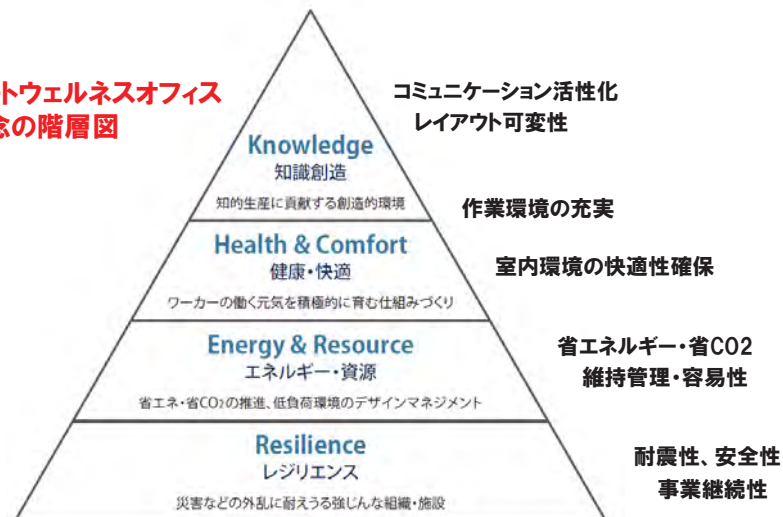 トウェルネスオフィス
念の階層図
コミュニケーション活性化
レイアウト可変性
Knowledge
知識創造
知的生産に貢献する創造的環境
作業環境の充実
Health & Comfort
健康・快適
ワーカーの働く元気を積極的に育む仕組みづくり
室内環境の快適性確保
Energy & Resource
エネルギー・資源
省エネ・省CO2の推進、低負荷環境のデザインマネジメント
省エネルギー・省CO2
維持管理・容易性
Resilience
レジリエンス
災害などの外乱に耐えうる強じんな組織・施設
耐震性、安全性
事業継続性